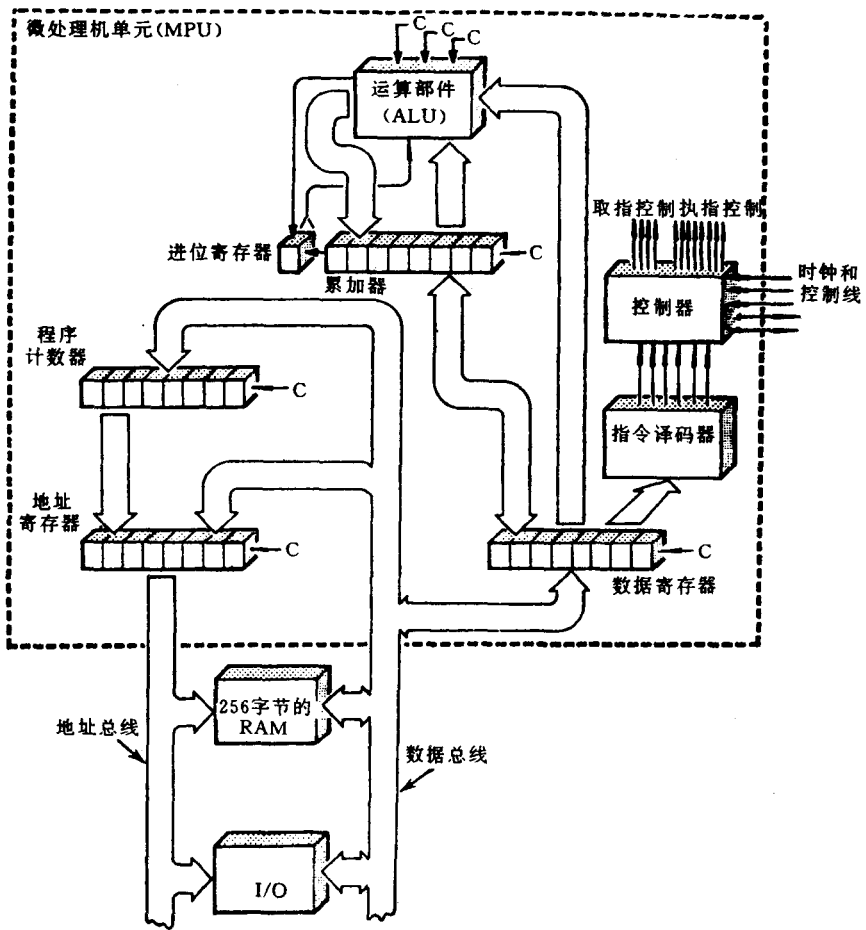 微处理机单元(MPU)
C
C
C
运算部件
(ALU)
取指控制执指控制
进位寄存器
C
累加器
控制器
时钟和
控制线
程序
计数器
C
指令译码器
地址
寄存器
C
C
数据寄存器
256字节的
RAM
地址总线
数据总线
I/O